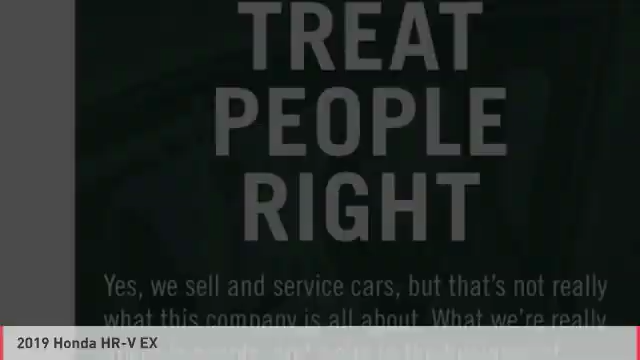 TREAT
PEOPLE
RIGHT
Yes, we sell and service cars, but that's not really
what this company is all about. What we're really
2019 Honda HR-V EX